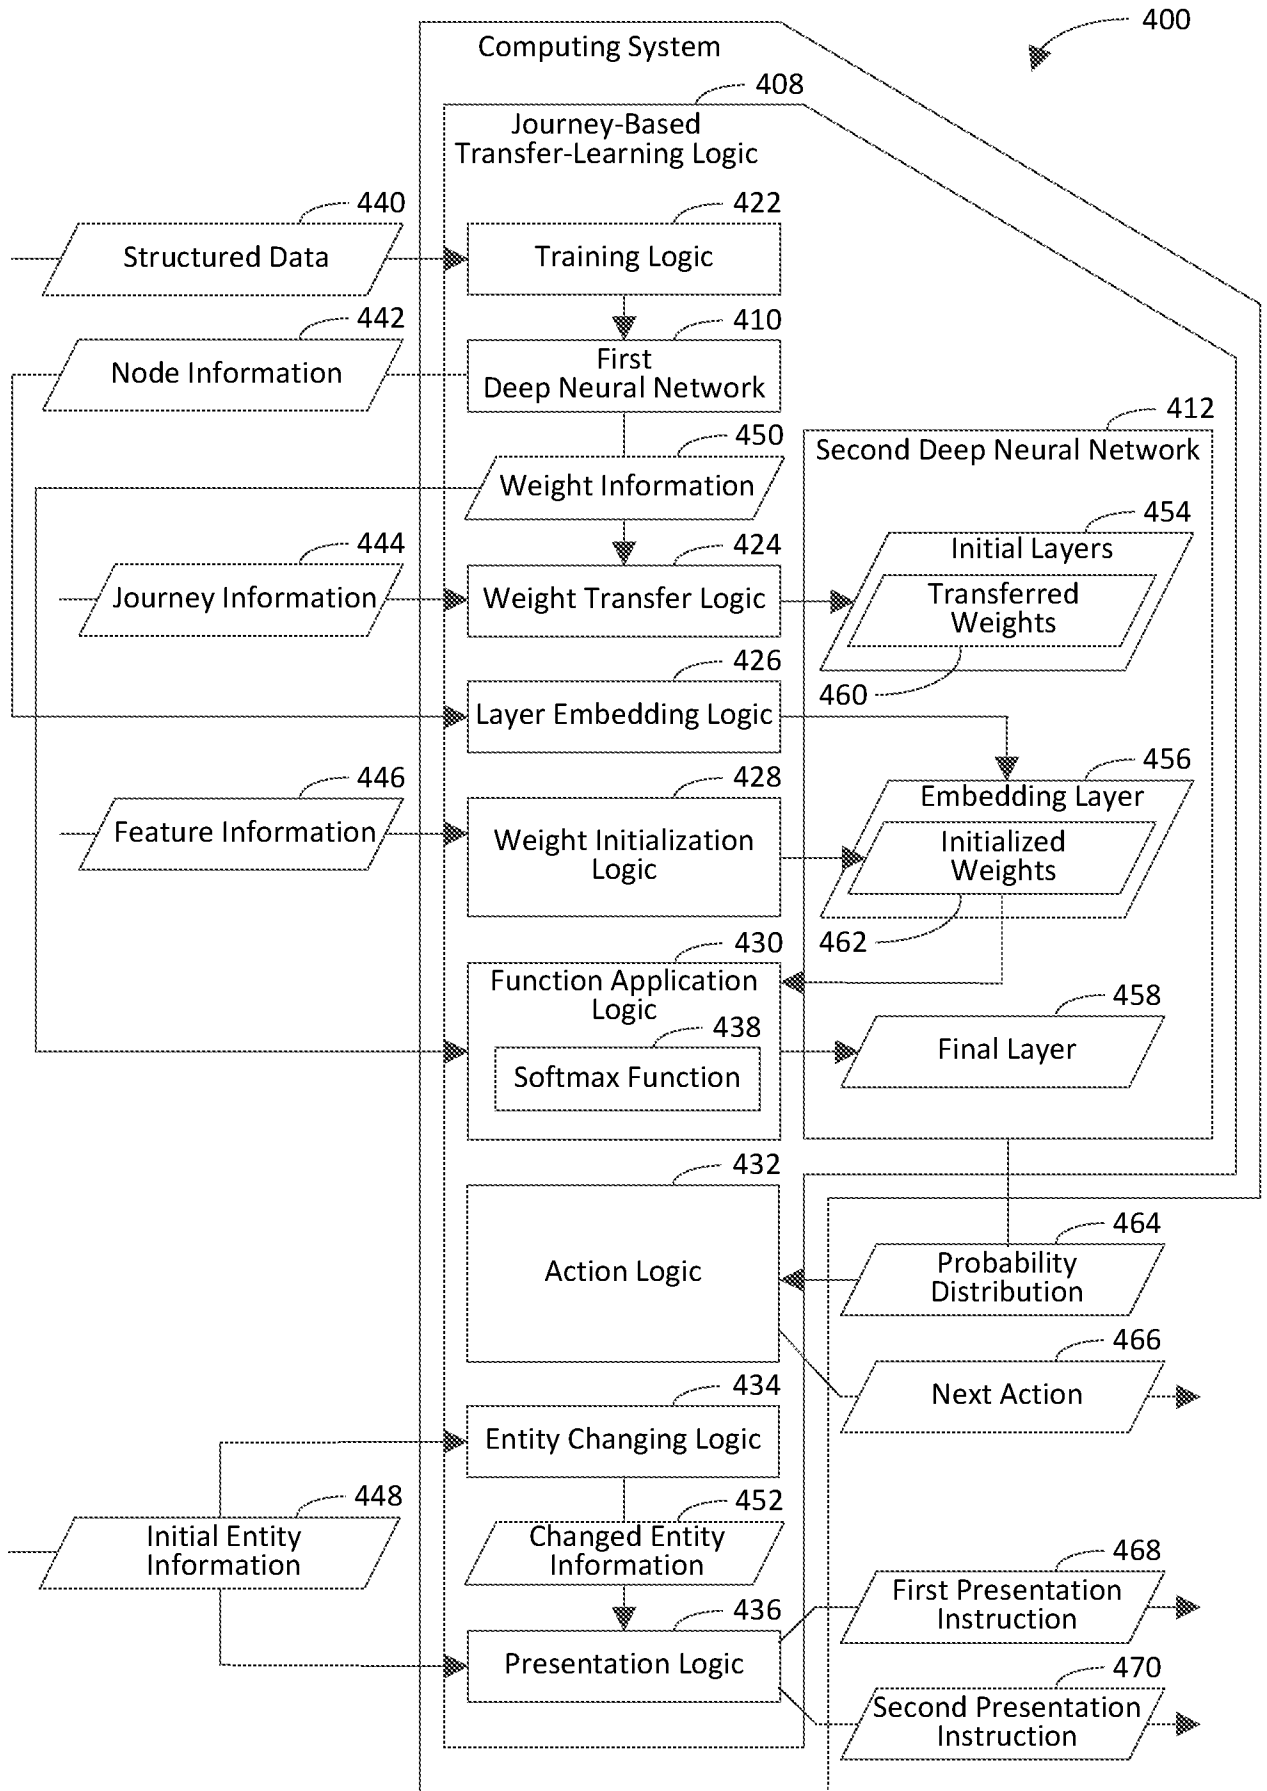 400
Computing System
408
Journey-Based
Transfer-Learning Logic
440
422
Structured Data
Training Logic
442
410
Node Information
First
Deep Neural Network
412
450
Second Deep Neural Network
Weight Information
454
444
424
Initial Layers
Journey Information
Weight Transfer Logic
Transferred
Weights
426
460
Layer Embedding Logic
446
428
456
Embedding Layer
Feature Information
Weight Initialization
Logic
Initialized
Weights
430
462
Function Application
Logic
458
438
Final Layer
Softmax Function
432
464
Action Logic
Probability
Distribution
466
434
Next Action
Entity Changing Logic
448
452
Initial Entity
Information
Changed Entity
Information
468
First Presentation
Instruction
436
Presentation Logic
470
Second Presentation
Instruction